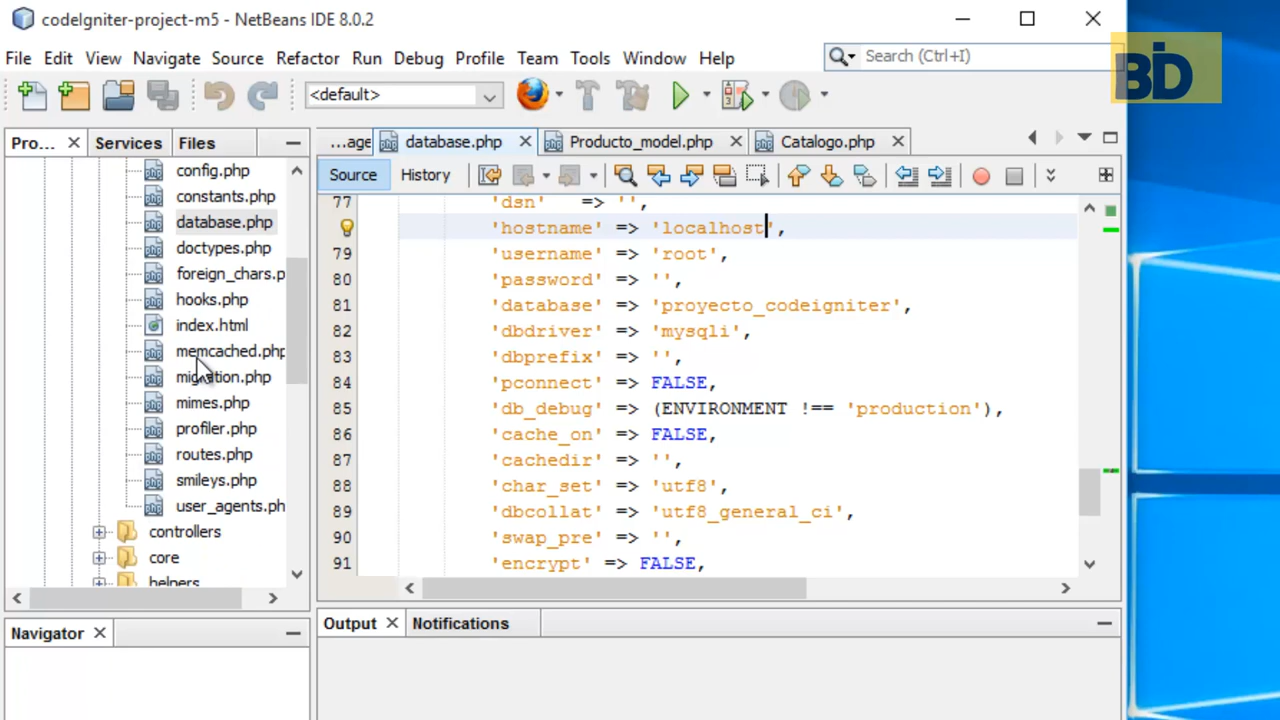 codeIgniter-project-m5 - NetBeans IDE 8.0.2
File Edit View Navigate Source Refactor Run Debug Profile Team Tools Window Help
Search (Ctrl+I)
BiD
<default>
Pro... Services Files
...age database.php Producto_model.php Catalogo.php
Source History
config.php
constants.php
database.php
doctypes.php
foreign_chars.p
hooks.php
index.html
memcached.php
migration.php
mimes.php
profiler.php
routes.php
smileys.php
user_agents.ph
controllers
core
helpers
77 'dsn' => '',
'hostname' => 'localhost',
79 'username' => 'root',
80 'password' => '',
81 'database' => 'proyecto_codeigniter',
82 'dbdriver' => 'mysqli',
83 'dbprefix' => '',
84 'pconnect' => FALSE,
85 'db_debug' => (ENVIRONMENT !== 'production'),
86 'cache_on' => FALSE,
87 'cachedir' => '',
88 'char_set' => 'utf8',
89 'dbcollat' => 'utf8_general_ci',
90 'swap_pre' => '',
91 'encrypt' => FALSE,
Navigator
Output Notifications